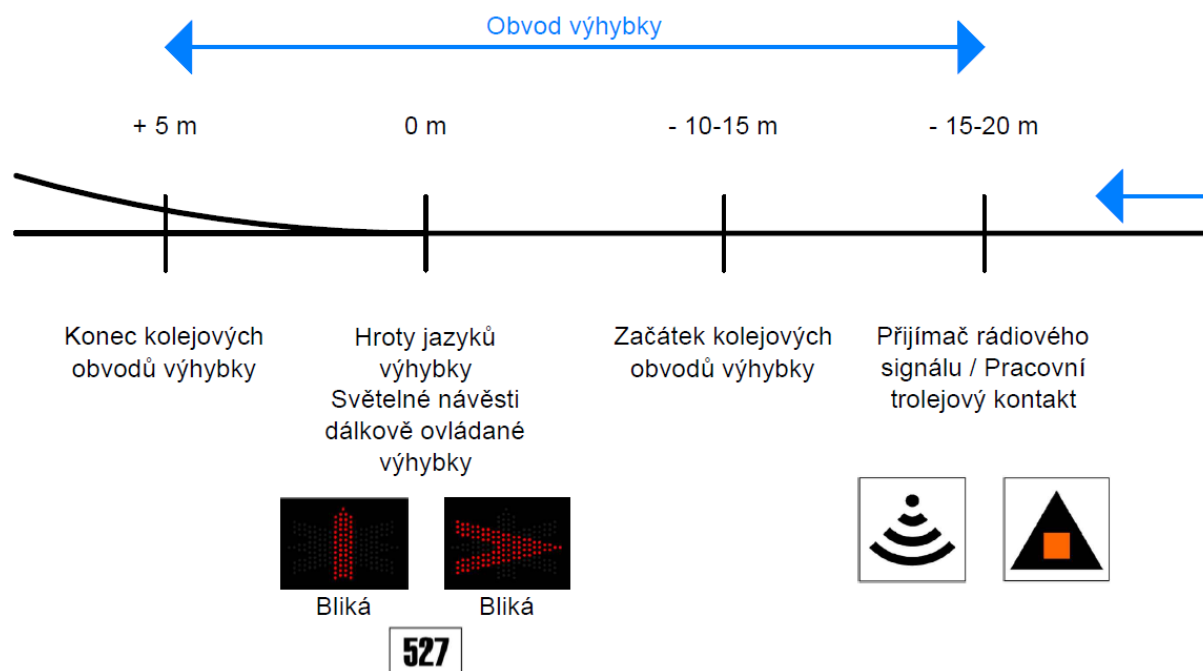 Obvod výhybky
+ 5 m
0 m
- 10-15 m
- 15-20 m
Konec kolejových
obvodů výhybky
Hroty jazyků
výhybky
Světelné návěsti
dálkově ovládané
výhybky
Začátek kolejových
obvodů výhybky
Přijímač rádiového
signálu / Pracovní
trolejový kontakt
Bliká
Bliká
527